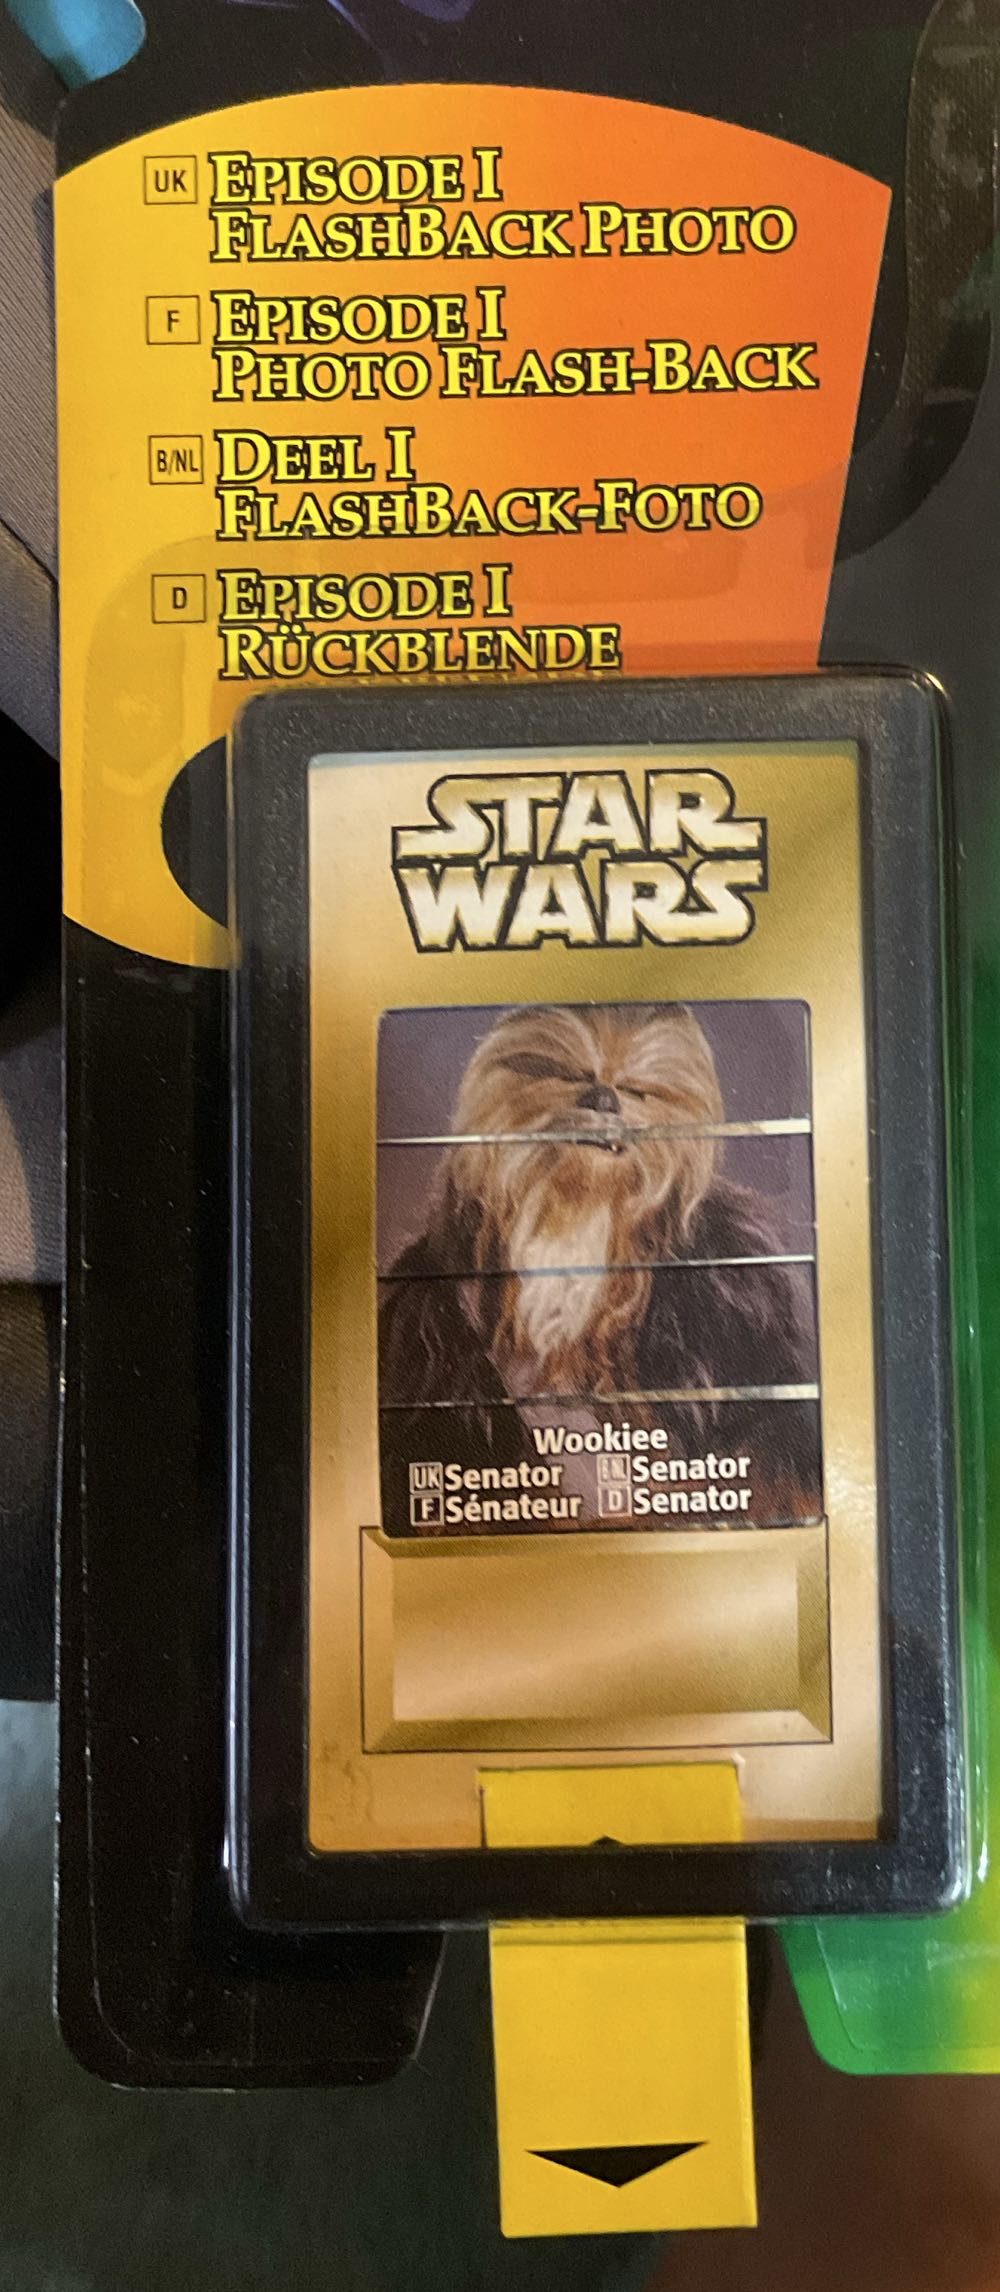 UK EPISODE I
FLASHBACK PHOTO
F EPISODE I
PHOTO FLASH-BACK
B/NL DEEL I
FLASHBACK-FOTO
D EPISODE I
RÜCKBLENDE
STAR
WARS
Wookiee
UK Senator B/NL Senator
F Sénateur D Senator